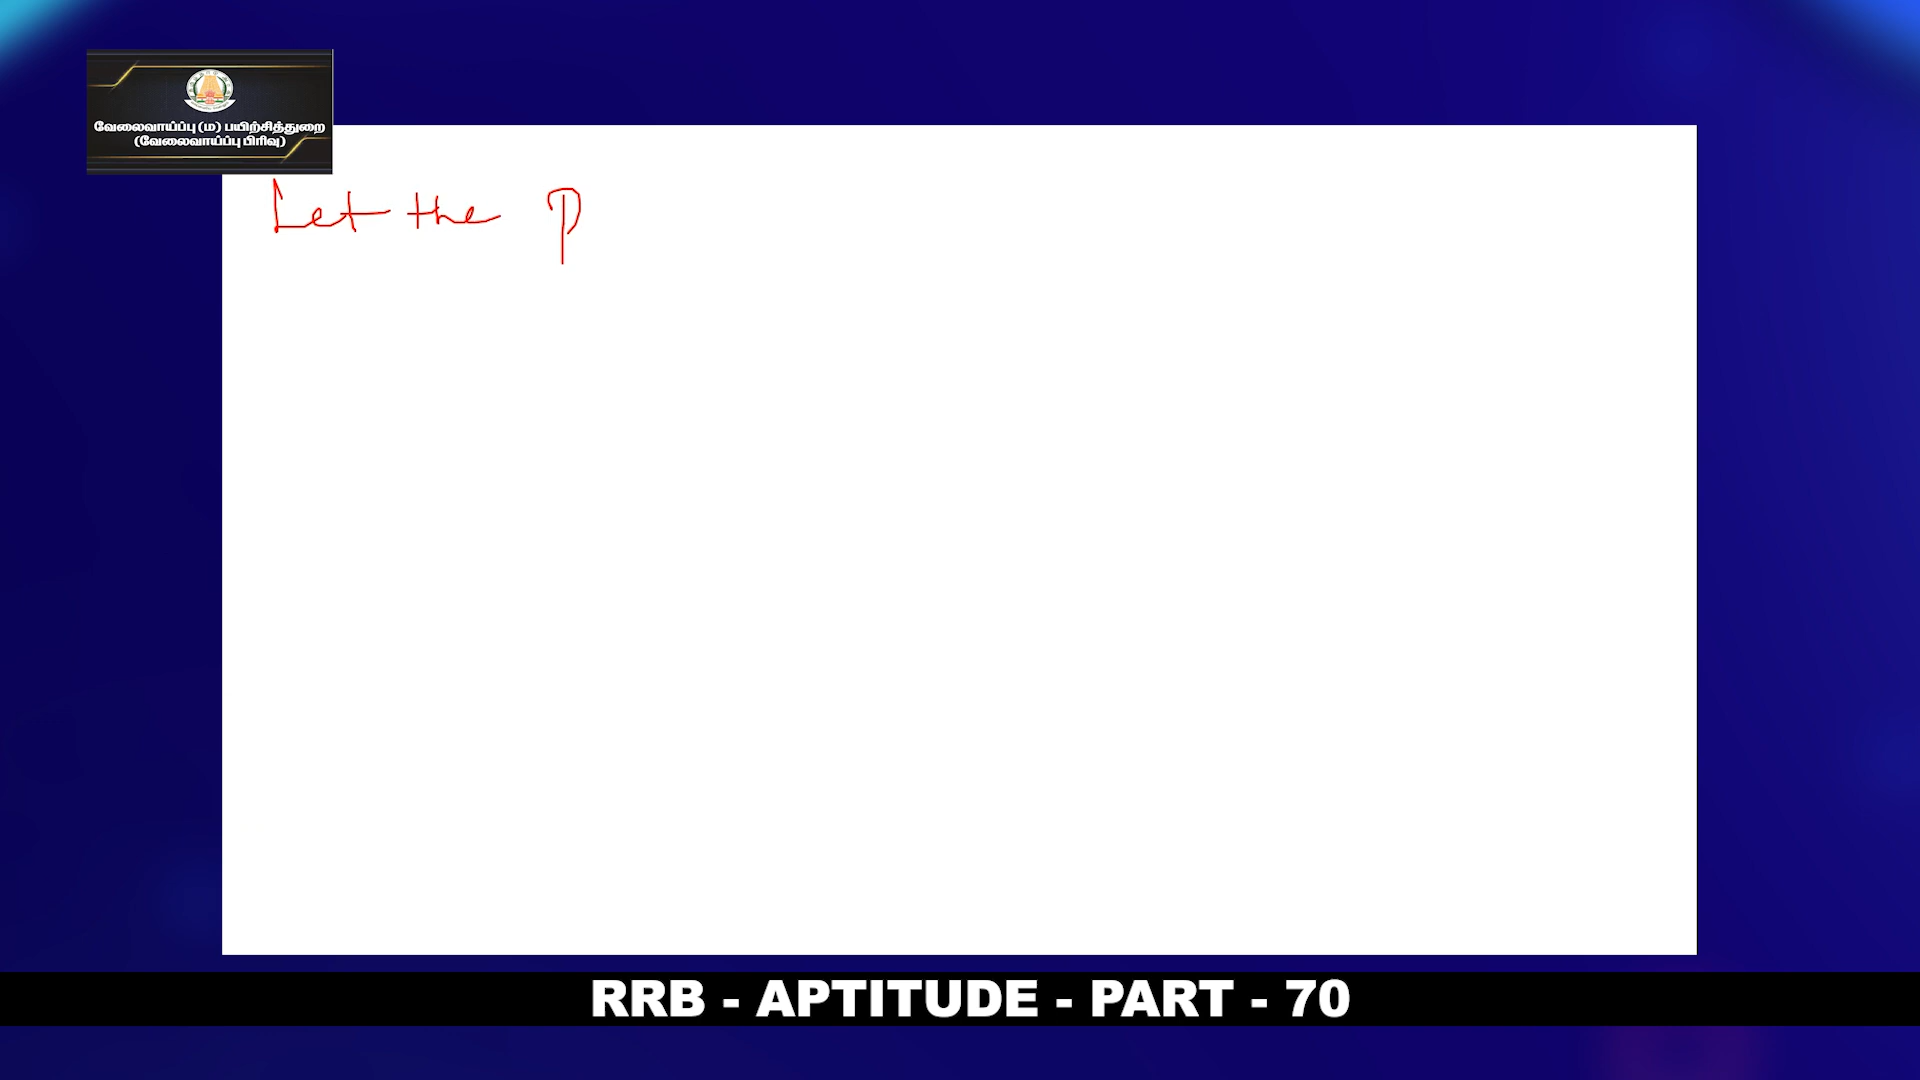 வேலைவாய்ப்பு (ம) பயிற்சித்துறை
(வேலைவாய்ப்பு பிரிவு)
Let the P
RRB - APTITUDE - PART - 70